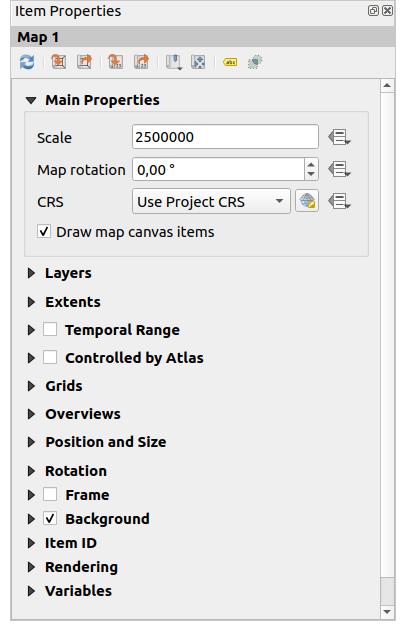 Item Properties
Map 1
abc
Main Properties
Scale 2500000
Map rotation 0,00 °
CRS Use Project CRS
Draw map canvas items
Layers
Extents
Temporal Range
Controlled by Atlas
Grids
Overviews
Position and Size
Rotation
Frame
Background
Item ID
Rendering
Variables